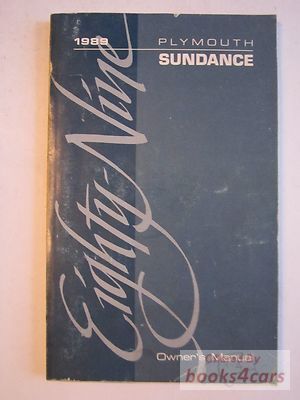 1989
PLYMOUTH
SUNDANCE
Eighty-Nine
Owner's Manual
books4cars